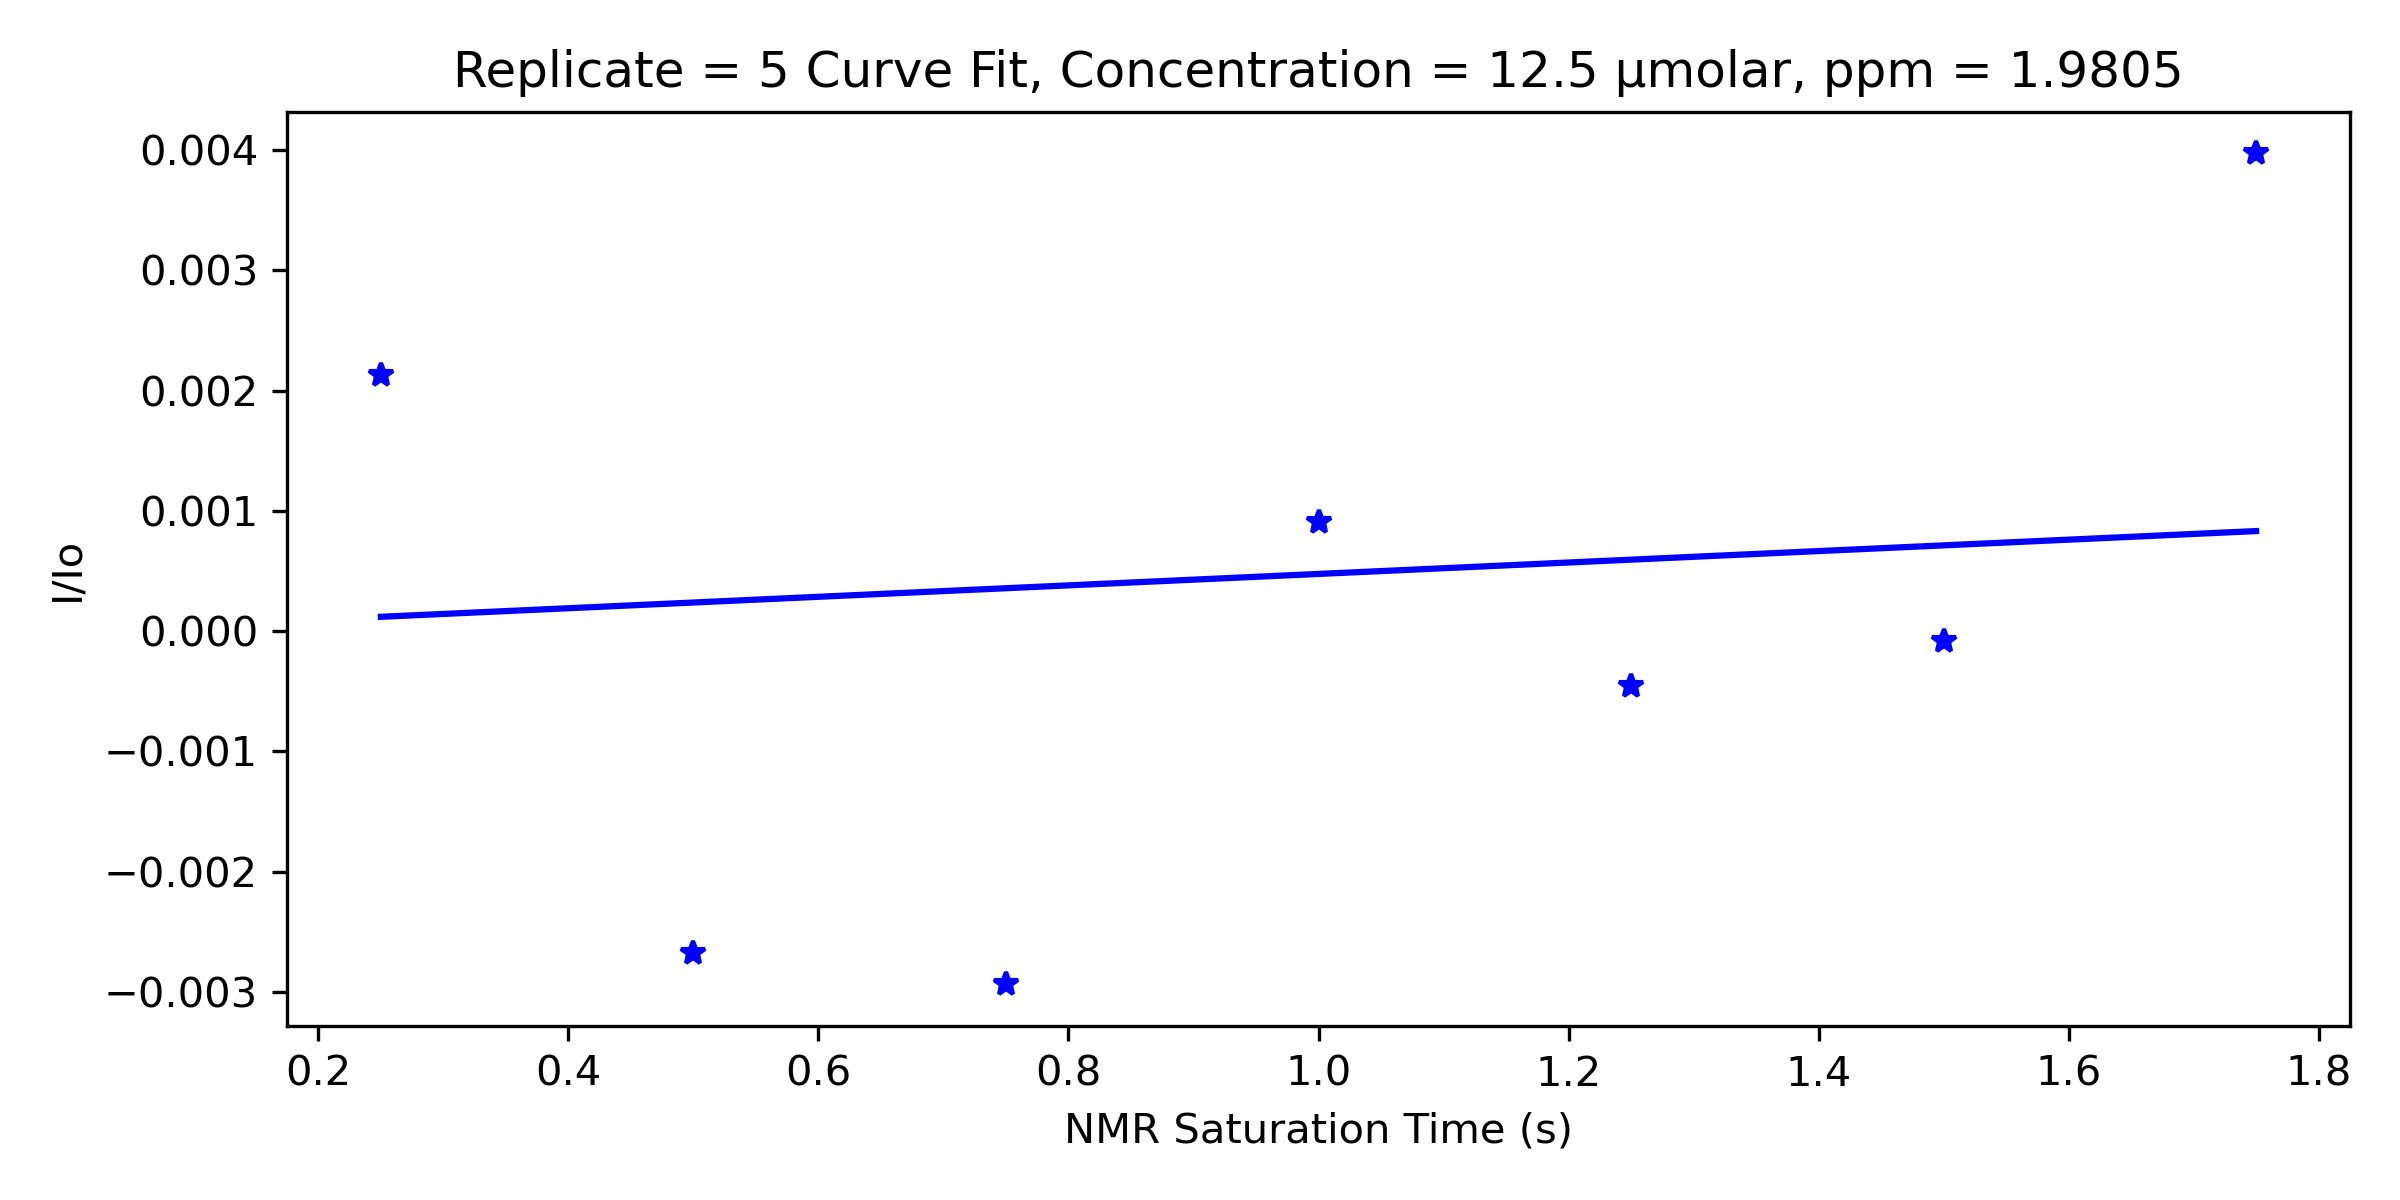 Replicate = 5 Curve Fit, Concentration = 12.5 µmolar, ppm = 1.9805
0.004
0.003
0.002
0.001
0.000
−0.001
−0.002
−0.003
I/Io
0.2 0.4 0.6 0.8 1.0 1.2 1.4 1.6 1.8
NMR Saturation Time (s)